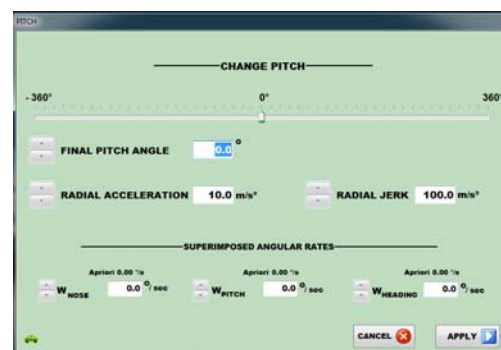 PITCH
CHANGE PITCH
- 360° 0° 360°
FINAL PITCH ANGLE 0.0 °
RADIAL ACCELERATION 10.0 m/s² RADIAL JERK 100.0 m/s³
SUPERIMPOSED ANGULAR RATES
Apriori 0.00 °/s Apriori 0.00 °/s Apriori 0.00 °/s
W NOSE 0.0 °/ sec W PITCH 0.0 °/ sec W HEADING 0.0 °/ sec
CANCEL APPLY